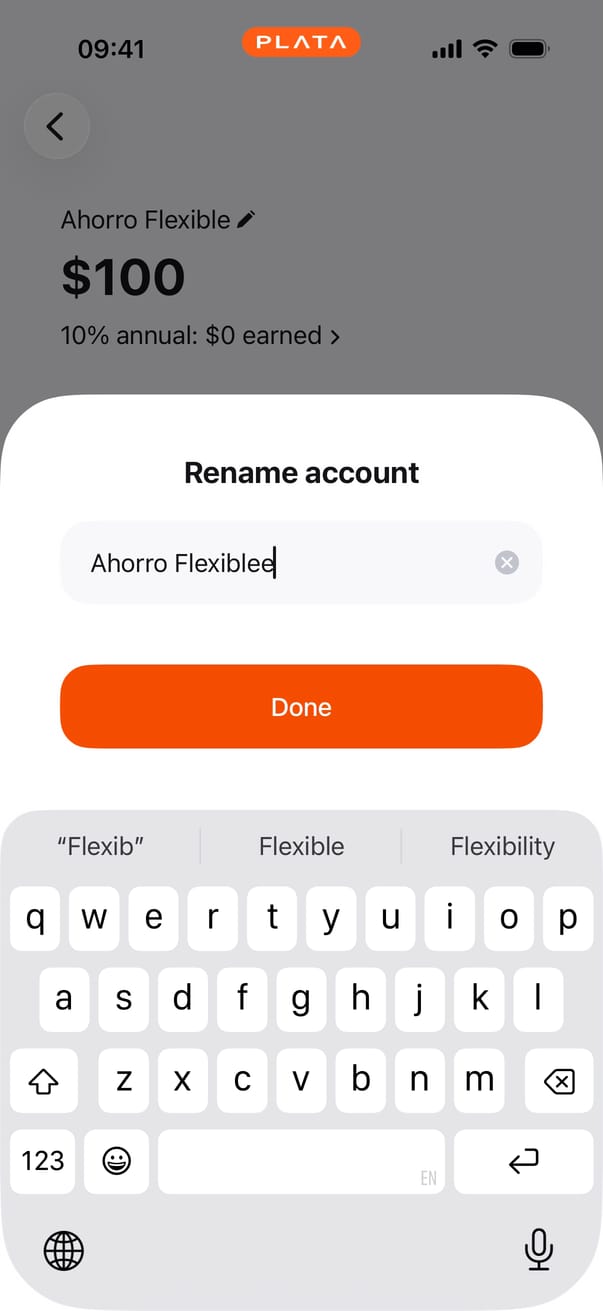 09:41
PLATA
Ahorro Flexible
$100
10% annual: $0 earned >
Rename account
Ahorro Flexiblee
Done
“Flexib” Flexible Flexibility
q w e r t y u i o p
a s d f g h j k l
z x c v b n m
123
EN